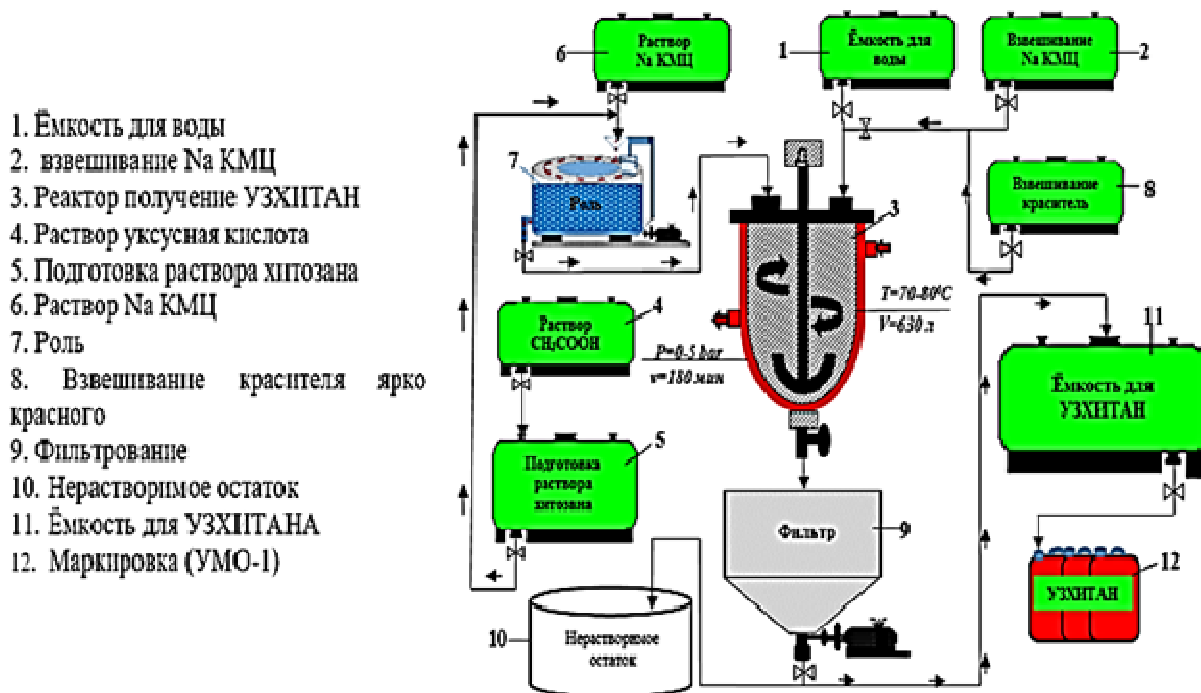 1. Ёмкость для воды
2. взвешивание Na КМЦ
3. Реактор получение УЗХИТАН
4. Раствор уксусная кислота
5. Подготовка раствора хитозана
6. Раствор Na КМЦ
7. Роль
8. Взвешивание красителя ярко
красного
9. Фильтрование
10. Нерастворимое остаток
11. Ёмкость для УЗХИТАНА
12. Маркировка (УМО-1)
6
Раствор
Na КМЦ
1
Ёмкость для
воды
Взвешивание
Na КМЦ
2
7
Роль
3
Взвешивание
краситель
8
T=70-80⁰C
V=630 л
4
Раствор
CH₃COOH
P=0-5 bar
v=180 мин
11
Ёмкость для
УЗХИТАН
5
Подготовка
раствора
хитозана
Фильтр
9
12
УЗХИТАН
10
Нерастворимое
остаток